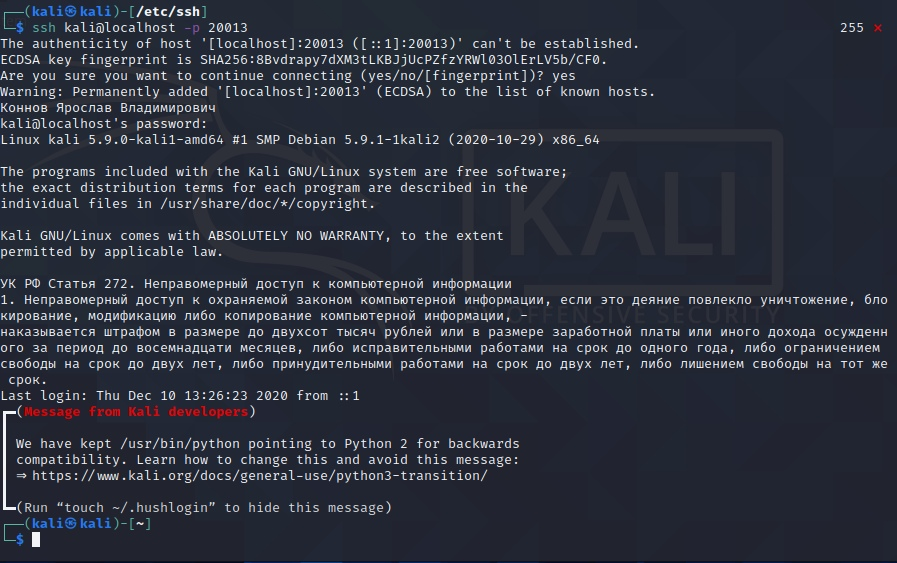 ┌──(kali㉿kali)-[/etc/ssh]
└─$ ssh kali@localhost -p 20013 255 ⨯
The authenticity of host '[localhost]:20013 ([::1]:20013)' can't be established.
ECDSA key fingerprint is SHA256:8Bvdrapy7dXM3tLKBJjUcPZfzYRWl03OlErLV5b/CF0.
Are you sure you want to continue connecting (yes/no/[fingerprint])? yes
Warning: Permanently added '[localhost]:20013' (ECDSA) to the list of known hosts.
Коннов Ярослав Владимирович
kali@localhost's password:
Linux kali 5.9.0-kali1-amd64 #1 SMP Debian 5.9.1-1kali2 (2020-10-29) x86_64
The programs included with the Kali GNU/Linux system are free software;
the exact distribution terms for each program are described in the
individual files in /usr/share/doc/*/copyright.
Kali GNU/Linux comes with ABSOLUTELY NO WARRANTY, to the extent
permitted by applicable law.
УК РФ Статья 272. Неправомерный доступ к компьютерной информации
1. Неправомерный доступ к охраняемой законом компьютерной информации, если это деяние повлекло уничтожение, бло
кирование, модификацию либо копирование компьютерной информации, -
наказывается штрафом в размере до двухсот тысяч рублей или в размере заработной платы или иного дохода осужденн
ого за период до восемнадцати месяцев, либо исправительными работами на срок до одного года, либо ограничением
свободы на срок до двух лет, либо принудительными работами на срок до двух лет, либо лишением свободы на тот же
 срок.
Last login: Thu Dec 10 13:26:23 2020 from ::1
┏━(Message from Kali developers)
┃ We have kept /usr/bin/python pointing to Python 2 for backwards
┃ compatibility. Learn how to change this and avoid this message:
┃ ⇒ https://www.kali.org/docs/general-use/python3-transition/
┗━(Run “touch ~/.hushlogin” to hide this message)
┌──(kali㉿kali)-[~]
└─$
KALI
OFFENSIVE SECURITY